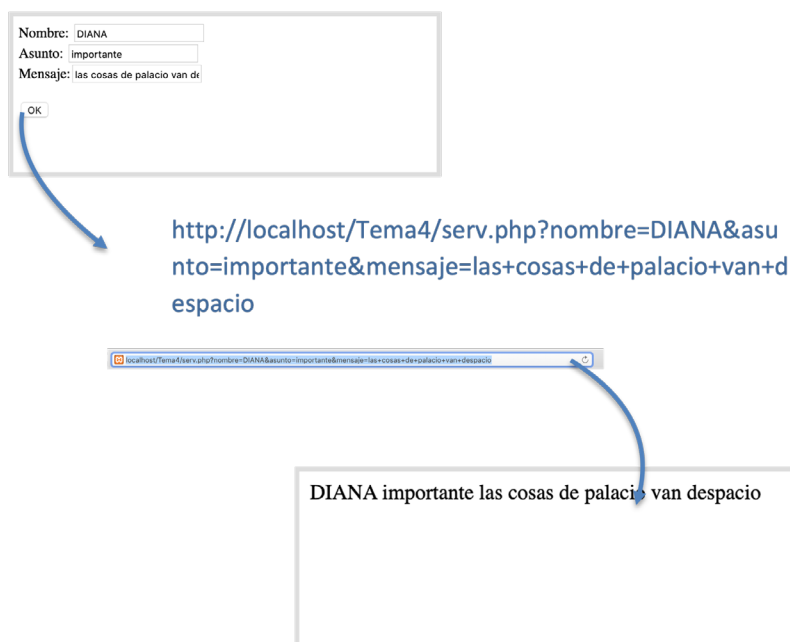 Nombre: DIANA
Asunto: importante
Mensaje: las cosas de palacio van de
OK
http://localhost/Tema4/serv.php?nombre=DIANA&asu
nto=importante&mensaje=las+cosas+de+palacio+van+d
espacio
localhost/Tema4/serv.php?nombre=DIANA&asunto=importante&mensaje=las+cosas+de+palacio+van+despacio
DIANA importante las cosas de palacio van despacio